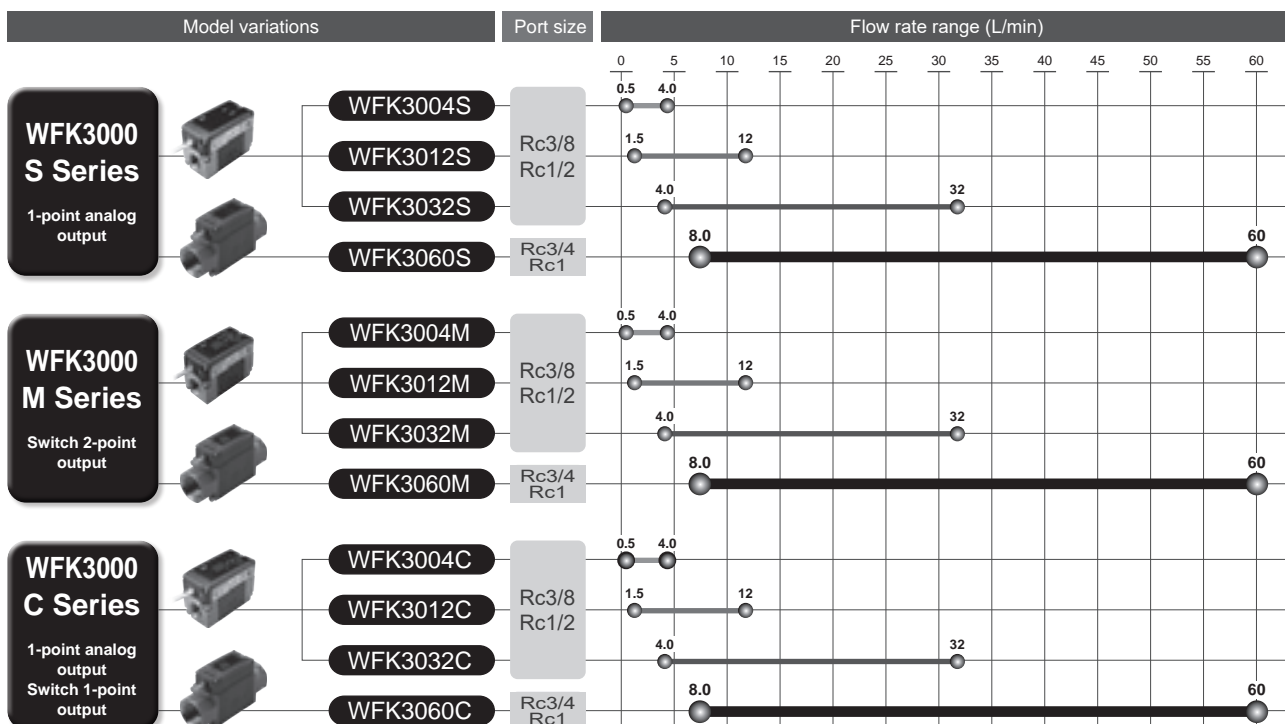 Model variations
Port size
Flow rate range (L/min)
0 5 10 15 20 25 30 35 40 45 50 55 60
WFK3000
S Series
1-point analog
output
WFK3004S
0.5 4.0
WFK3012S
1.5 12
WFK3032S
4.0 32
Rc3/8
Rc1/2
WFK3060S
Rc3/4
Rc1
8.0 60
WFK3000
M Series
Switch 2-point
output
WFK3004M
0.5 4.0
WFK3012M
1.5 12
WFK3032M
4.0 32
Rc3/8
Rc1/2
WFK3060M
Rc3/4
Rc1
8.0 60
WFK3000
C Series
1-point analog
output
Switch 1-point
output
WFK3004C
0.5 4.0
WFK3012C
1.5 12
WFK3032C
4.0 32
Rc3/8
Rc1/2
WFK3060C
Rc3/4
Rc1
8.0 60